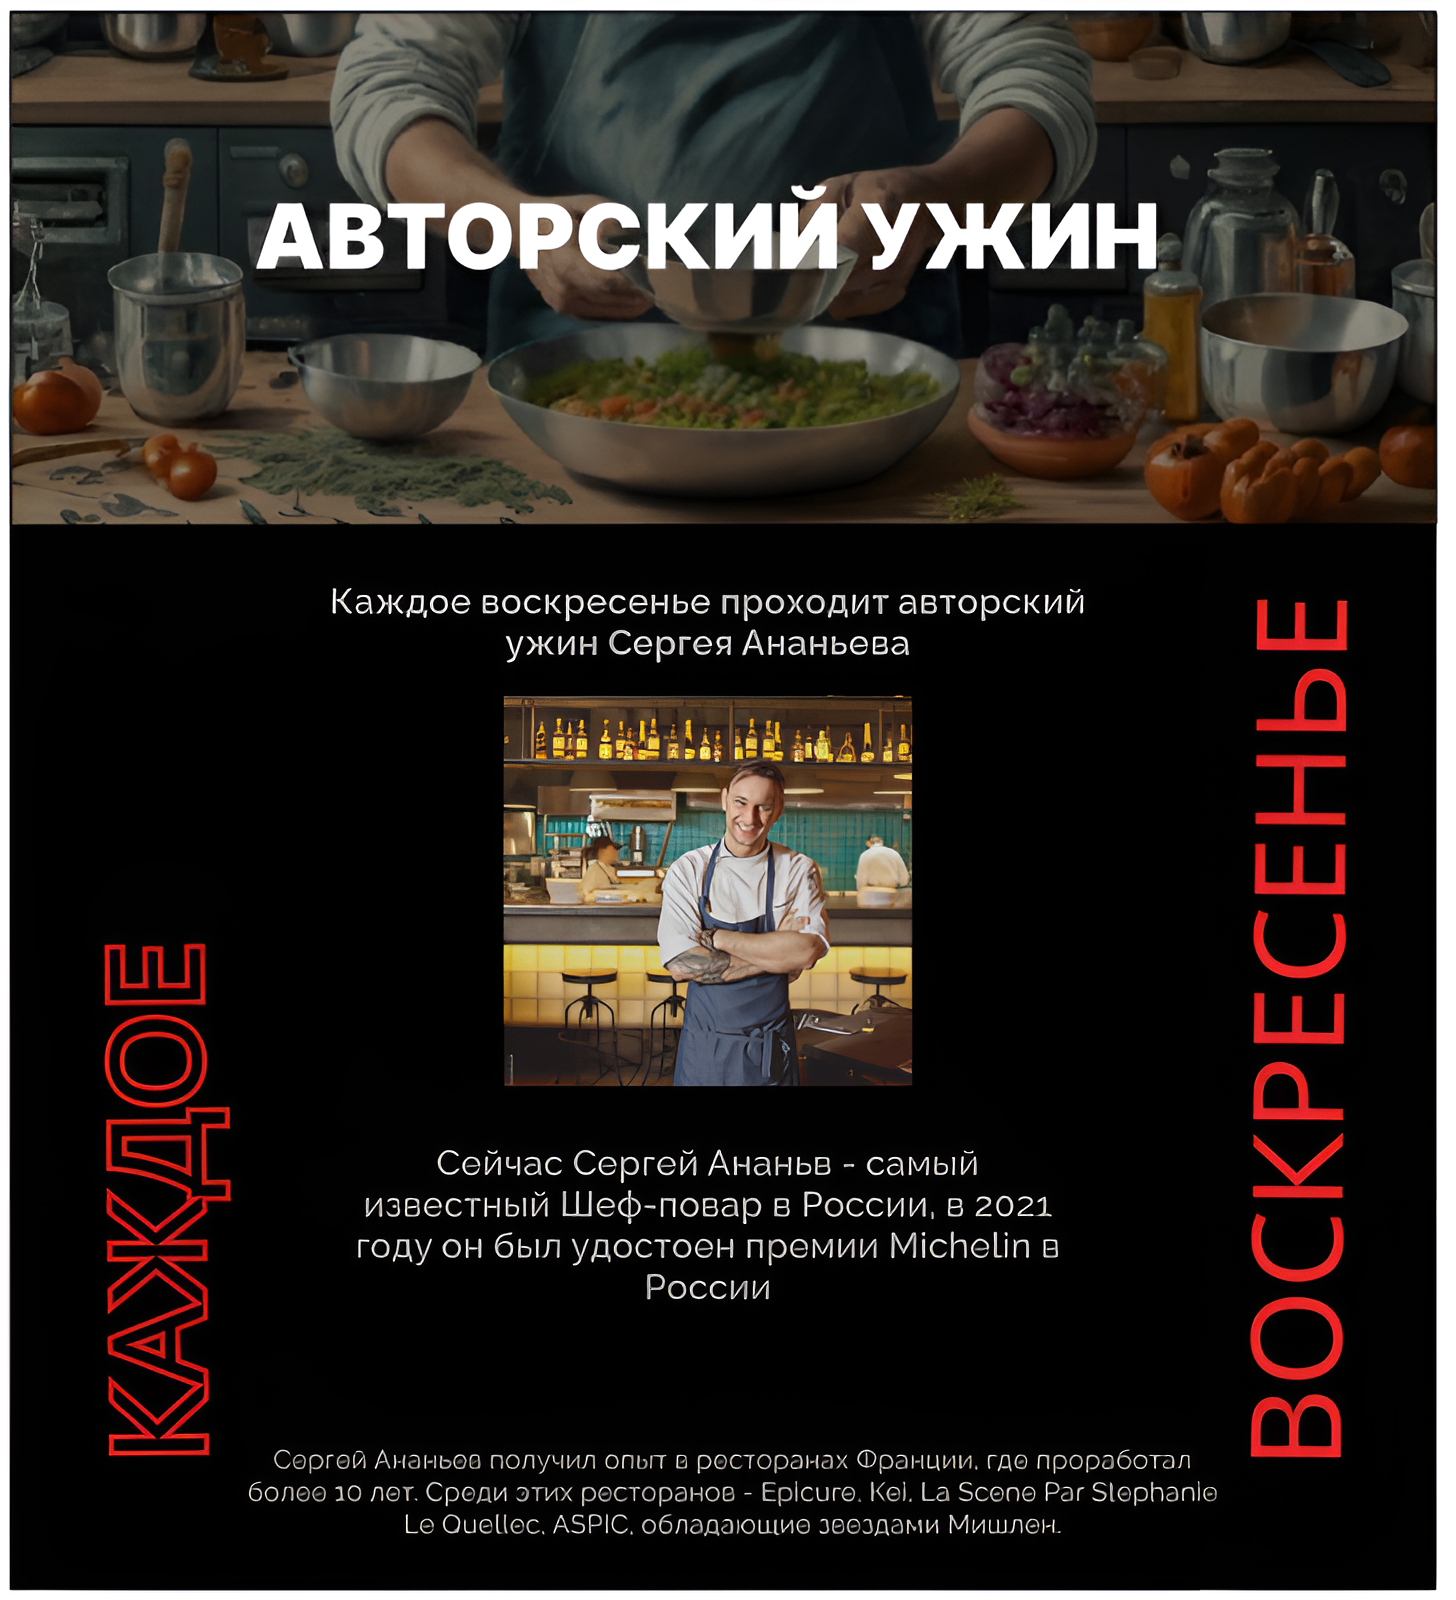 АВТОРСКИЙ УЖИН
Каждое воскресенье проходит авторский
ужин Сергея Ананьева
КАЖДОЕ
ВОСКРЕСЕНЬЕ
Сейчас Сергей Ананьв - самый
известный Шеф-повар в России, в 2021
году он был удостоен премии Michelin в
России
Сергей Ананьев получил опыт в ресторанах Франции, где проработал
более 10 лет. Среди этих ресторанов - Epicure, Kei, La Scene Par Stephanie
Le Quellec, ASPIC, обладающие звездами Мишлен.